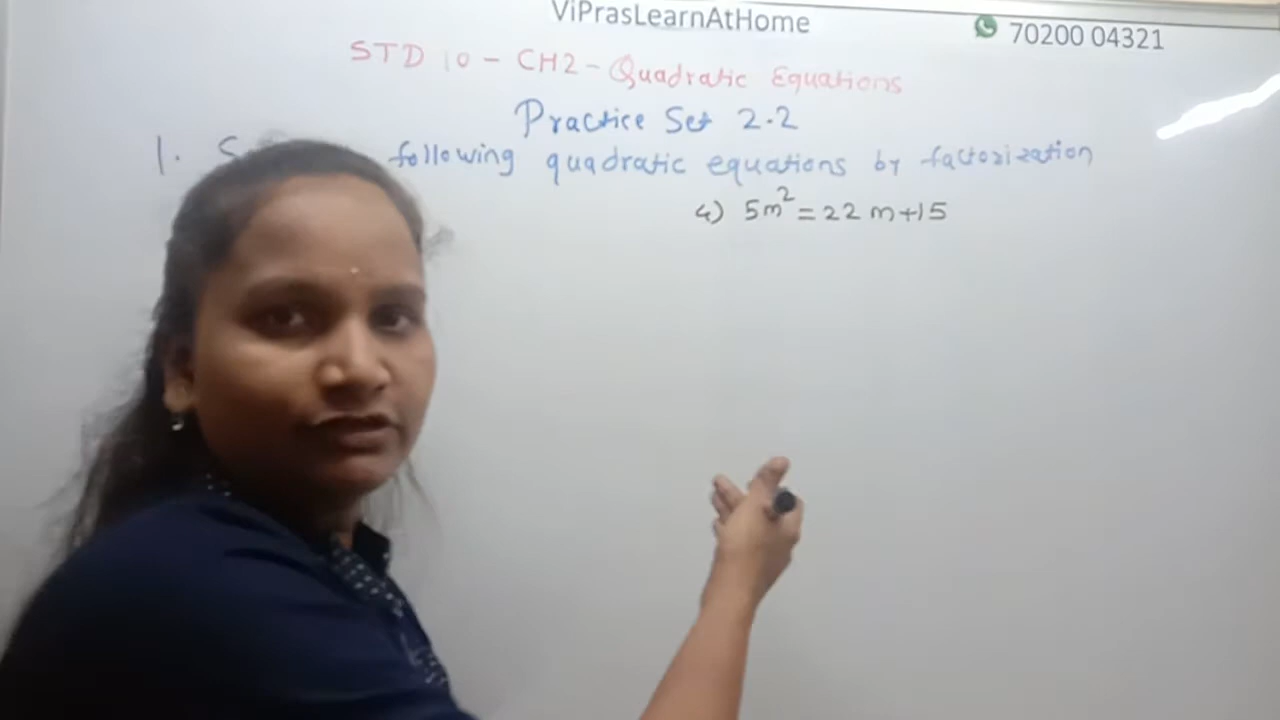 ViPrasLearnAtHome
70200 04321
STD 10 - CH2 - Quadratic Equations
Practice Set 2.2
1. following quadratic equations by factorization
4) 5m² = 22m+15